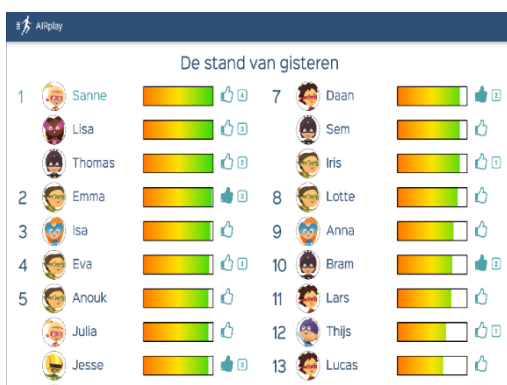 AIRplay
De stand van gisteren
1 Sanne 4
Lisa 3
Thomas 2
2 Emma 2
3 Isa
4 Eva 1
5 Anouk
Julia
Jesse 2
7 Daan 2
Sem
Iris 1
8 Lotte
9 Anna
10 Bram 2
11 Lars
12 Thijs 1
13 Lucas